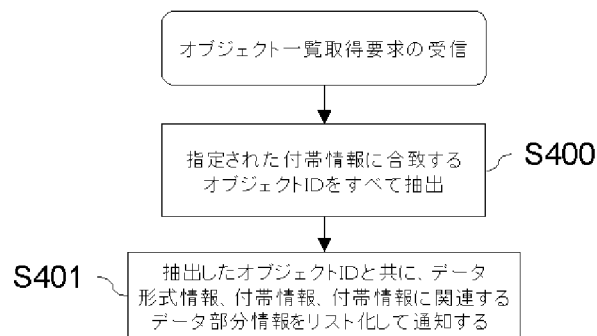 オブジェクト一覧取得要求の受信
指定された付帯情報に合致する
オブジェクトIDをすべて抽出
S400
S401
抽出したオブジェクトIDと共に、データ
形式情報、付帯情報、付帯情報に関連する
データ部分情報をリスト化して通知する